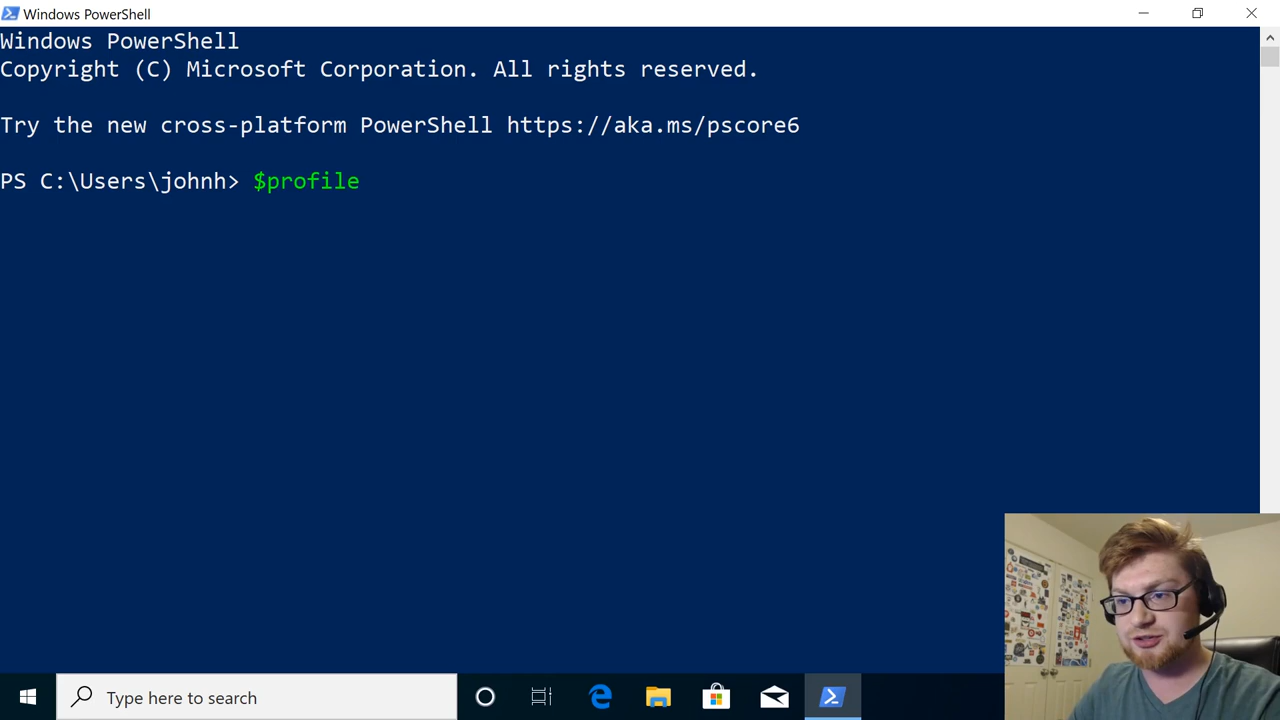 Windows PowerShell
Windows PowerShell
Copyright (C) Microsoft Corporation. All rights reserved.
Try the new cross-platform PowerShell https://aka.ms/pscore6
PS C:\Users\johnh> $profile
Type here to search